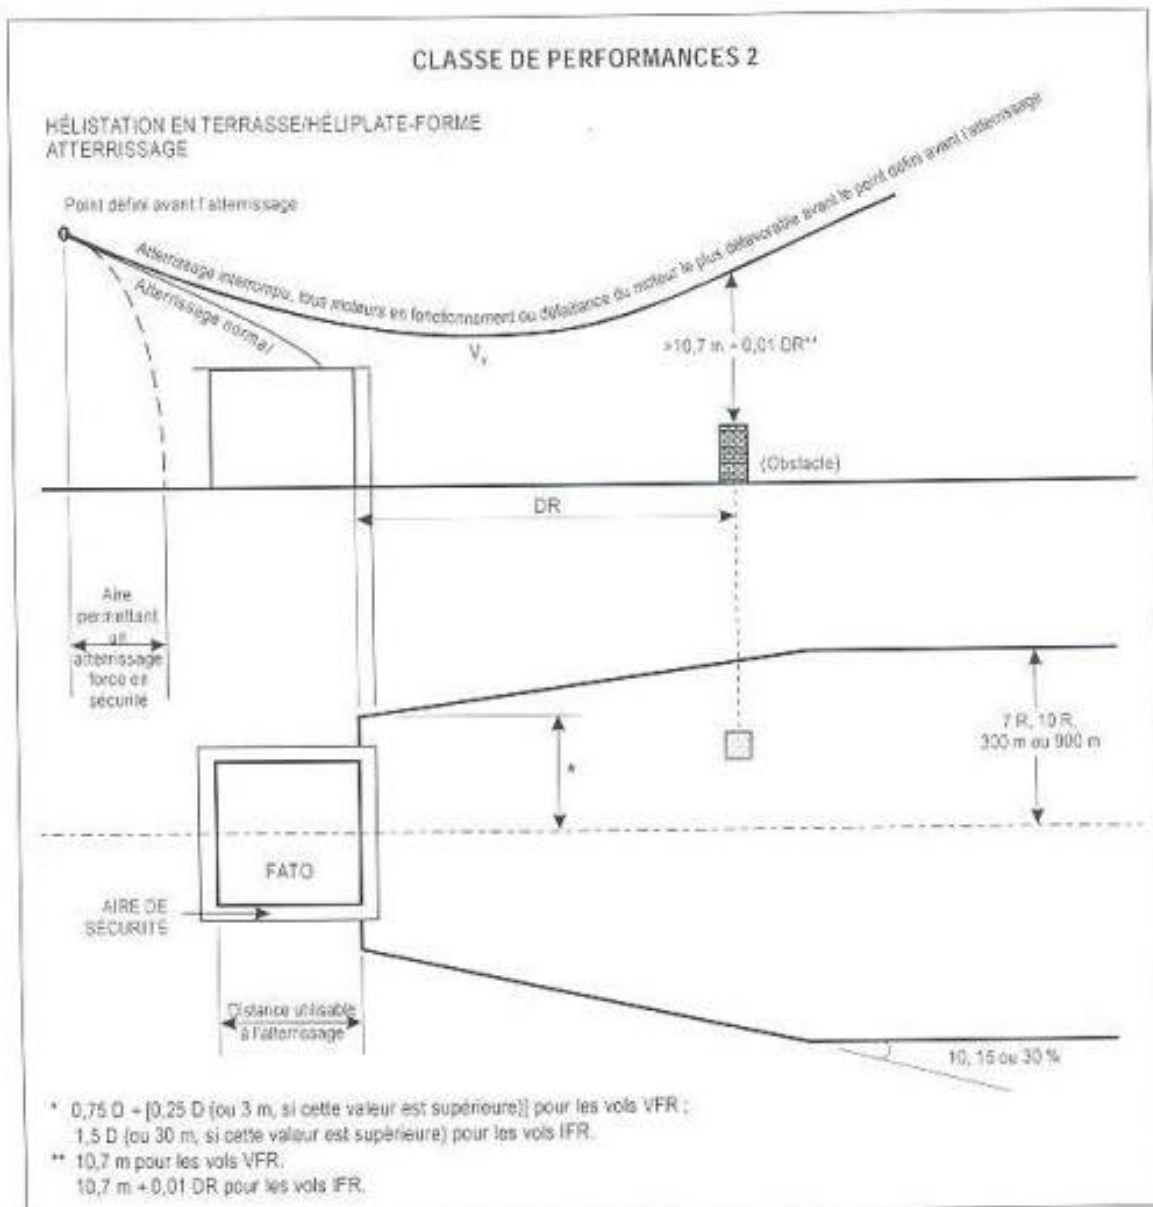 CLASSE DE PERFORMANCES 2
HÉLISTATION EN TERRASSE/HÉLIPLATE-FORME
ATTERRISSAGE
Point défini avant l'atterrissage
Atterrissage interrompu, tous moteurs en fonctionnement ou défaillance du moteur le plus défavorable avant le point défini avant l'atterrissage
Atterrissage normal
Vy
>10,7 m + 0,01 DR**
(Obstacle)
DR
Aire
permettant
un
atterrissage
forcé en
sécurité
7 R, 10 R,
300 m ou 900 m
*
FATO
AIRE DE
SÉCURITÉ
Distance utilisable
à l'atterrissage
10, 15 ou 30 %
* 0,75 D + [0,25 D (ou 3 m, si cette valeur est supérieure)] pour les vols VFR ;
1,5 D (ou 30 m, si cette valeur est supérieure) pour les vols IFR.
** 10,7 m pour les vols VFR.
10,7 m + 0,01 DR pour les vols IFR.